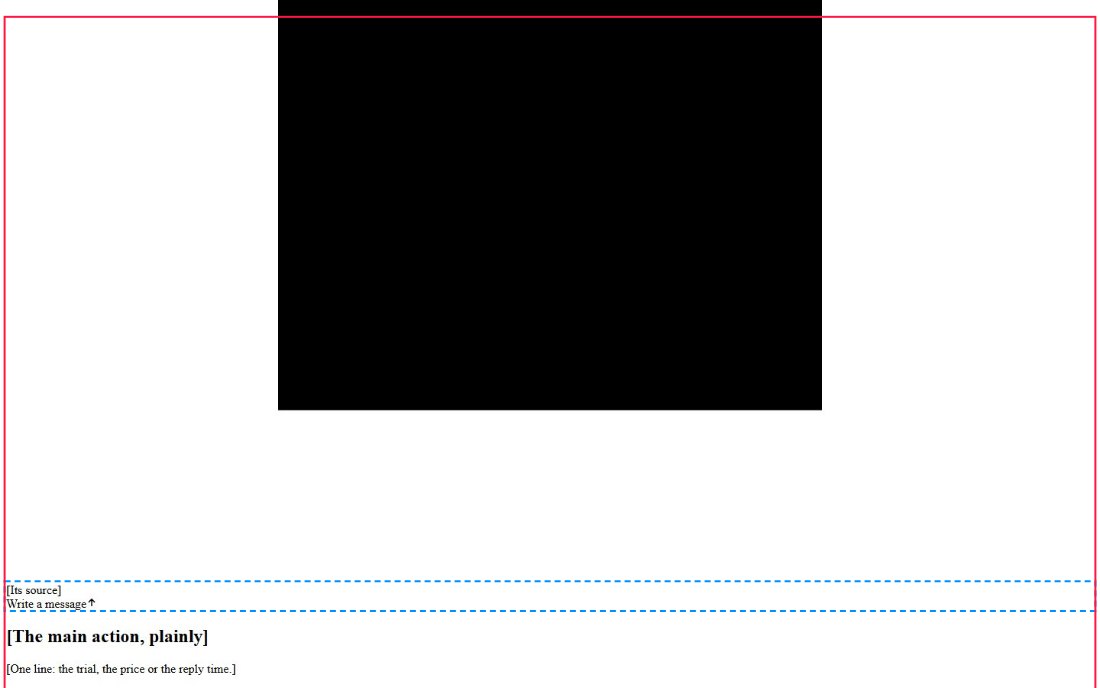 [Its source]
Write a message↑
[The main action, plainly]
[One line: the trial, the price or the reply time.]